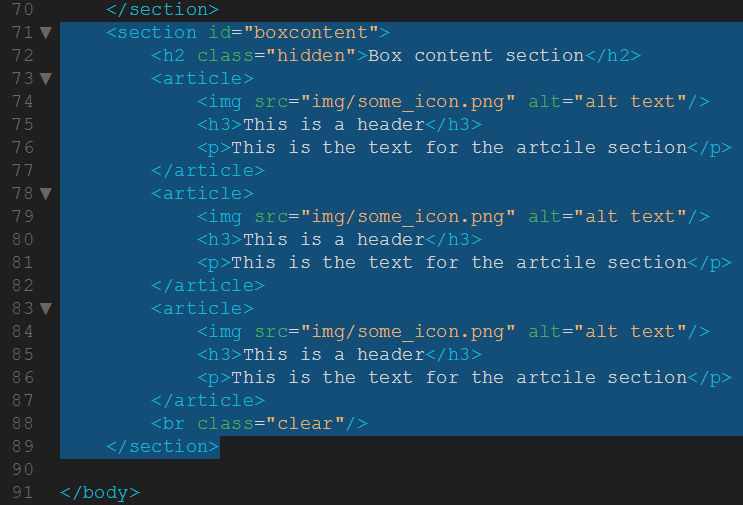 70 </section>
71 <section id="boxcontent">
72 <h2 class="hidden">Box content section</h2>
73 <article>
74 <img src="img/some_icon.png" alt="alt text"/>
75 <h3>This is a header</h3>
76 <p>This is the text for the artcile section</p>
77 </article>
78 <article>
79 <img src="img/some_icon.png" alt="alt text"/>
80 <h3>This is a header</h3>
81 <p>This is the text for the artcile section</p>
82 </article>
83 <article>
84 <img src="img/some_icon.png" alt="alt text"/>
85 <h3>This is a header</h3>
86 <p>This is the text for the artcile section</p>
87 </article>
88 <br class="clear"/>
89 </section>
90
91 </body>